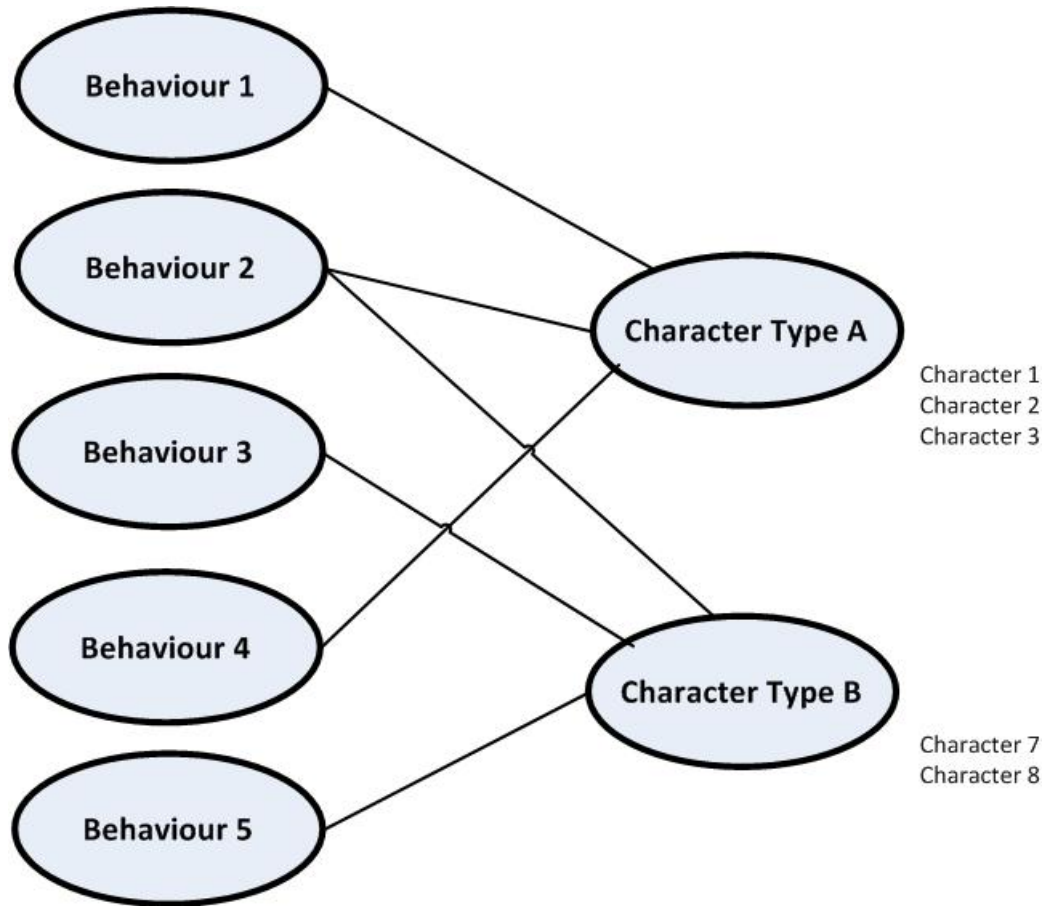 Behaviour 1
Behaviour 2
Behaviour 3
Behaviour 4
Behaviour 5
Character Type A
Character 1
Character 2
Character 3
Character Type B
Character 7
Character 8